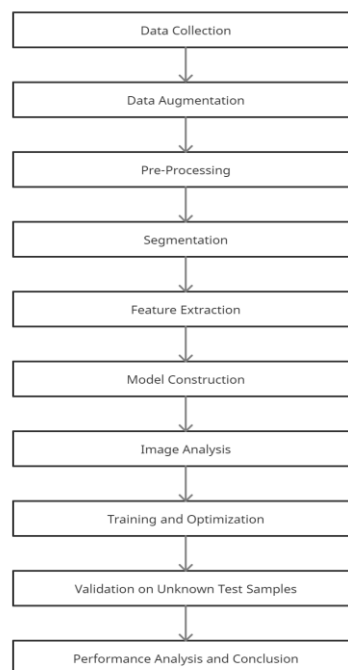 Data Collection
Data Augmentation
Pre-Processing
Segmentation
Feature Extraction
Model Construction
Image Analysis
Training and Optimization
Validation on Unknown Test Samples
Performance Analysis and Conclusion